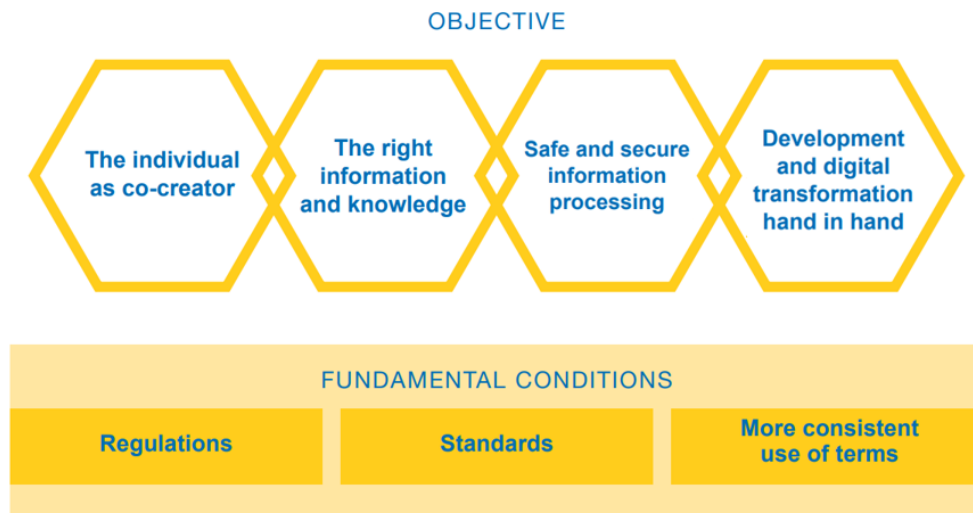 OBJECTIVE
The individual
as co-creator
The right
information
and knowledge
Safe and secure
information
processing
Development
and digital
transformation
hand in hand
FUNDAMENTAL CONDITIONS
Regulations
Standards
More consistent
use of terms